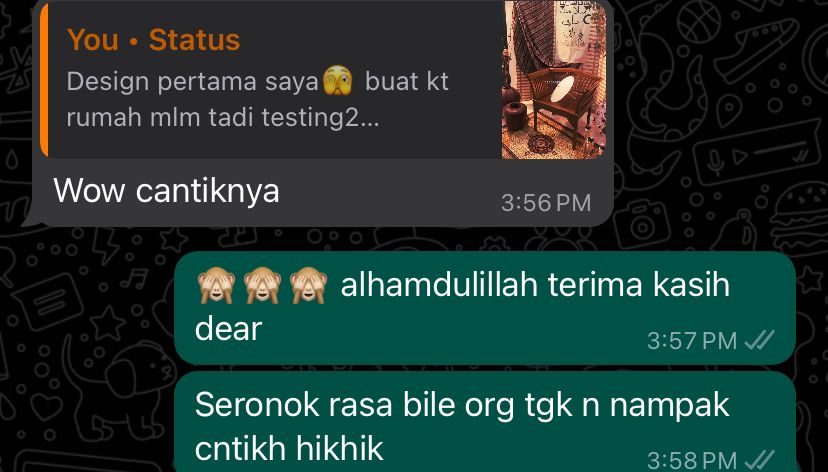 You • Status
Design pertama saya🫣 buat kt
rumah mlm tadi testing2...
Wow cantiknya
3:56 PM
🙈🙈🙈 alhamdulillah terima kasih
dear
3:57 PM
Seronok rasa bile org tgk n nampak
cntikh hikhik
3:58 PM